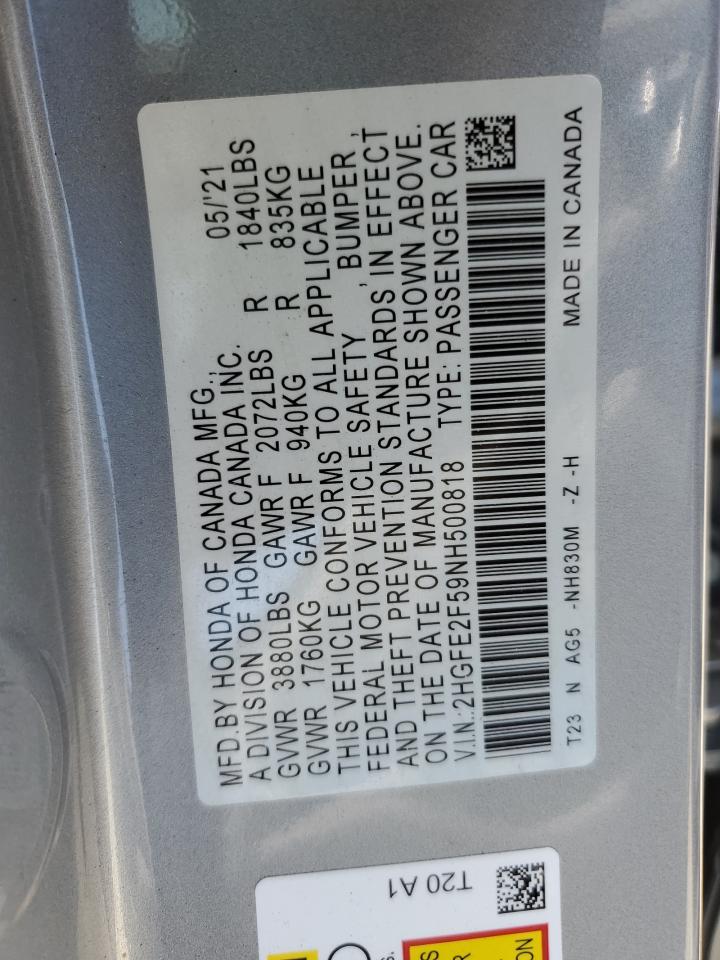 MFD.BY HONDA OF CANADA MFG., 05/'21
A DIVISION OF HONDA CANADA INC.
GVWR 3880LBS GAWR F 2072LBS R 1840LBS
GVWR 1760KG GAWR F 940KG R 835KG
THIS VEHICLE CONFORMS TO ALL APPLICABLE
FEDERAL MOTOR VEHICLE SAFETY , BUMPER ,
AND THEFT PREVENTION STANDARDS IN EFFECT
ON THE DATE OF MANUFACTURE SHOWN ABOVE.
V.I.N.:2HGFE2F59NH500818 TYPE: PASSENGER CAR
T23 N AG5 -NH830M -Z -H MADE IN CANADA
T20 A1